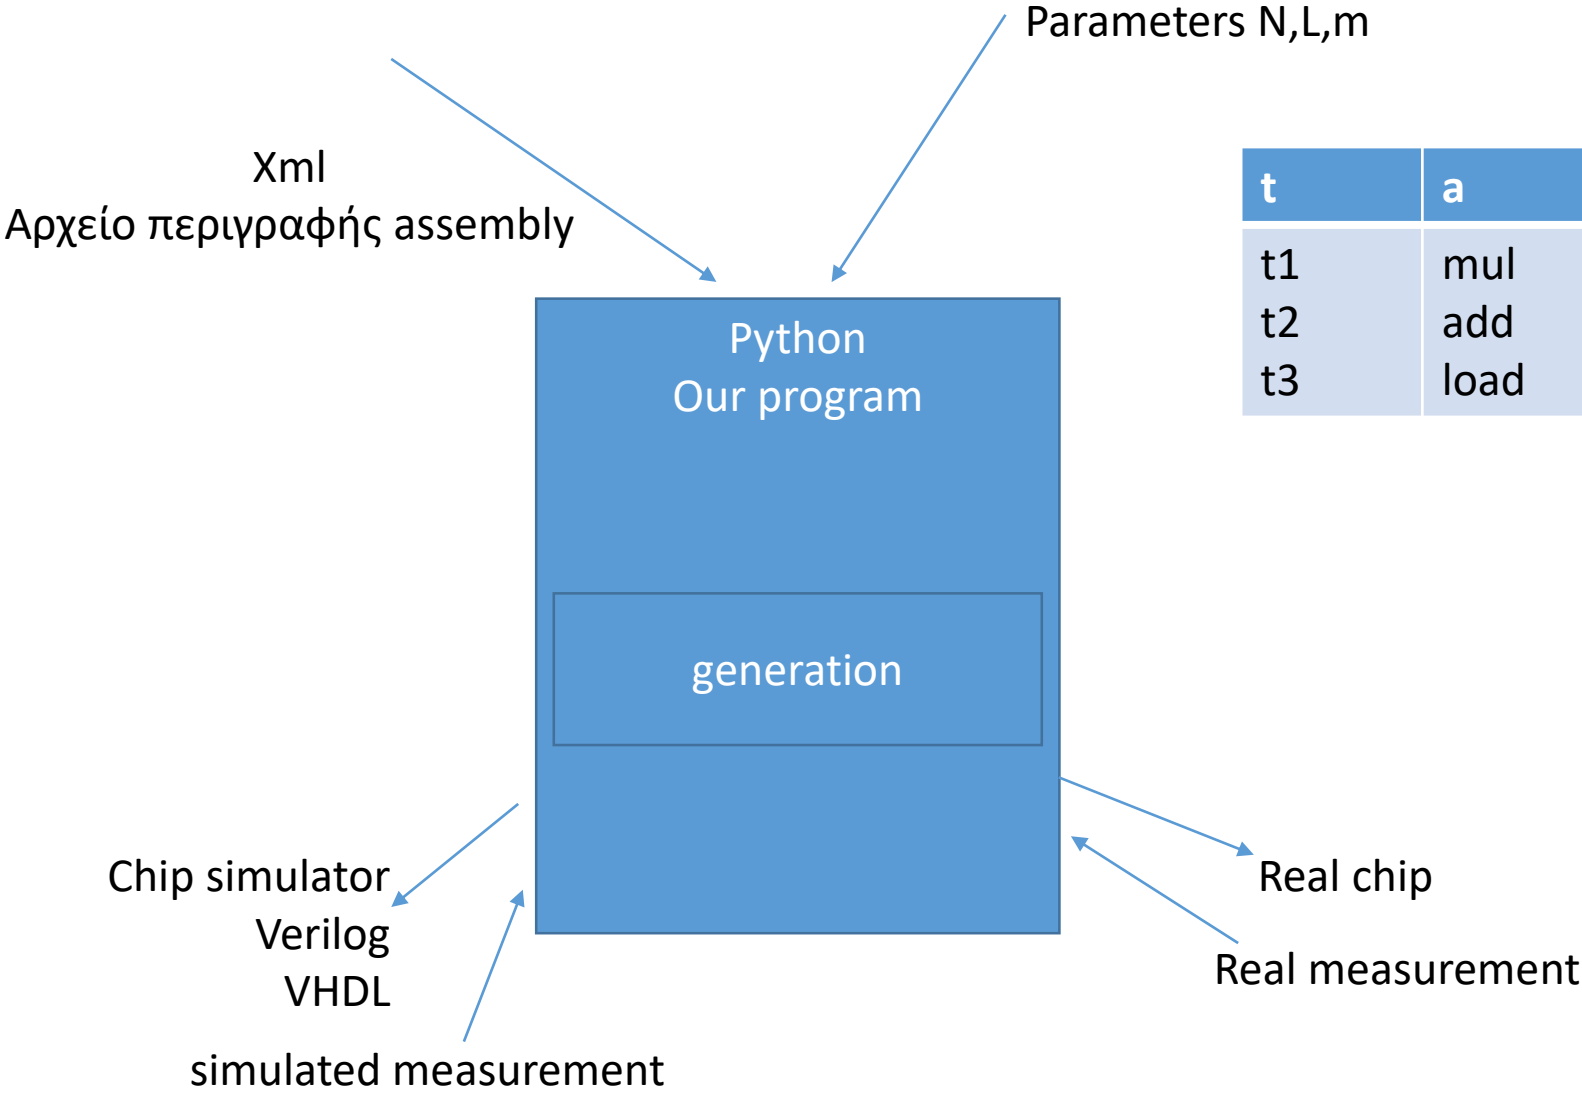 Parameters N,L,m
Xml
Αρχείο περιγραφής assembly
t a
t1 mul
t2 add
t3 load
Python
Our program
generation
Chip simulator
Verilog
VHDL
simulated measurement
Real chip
Real measurement